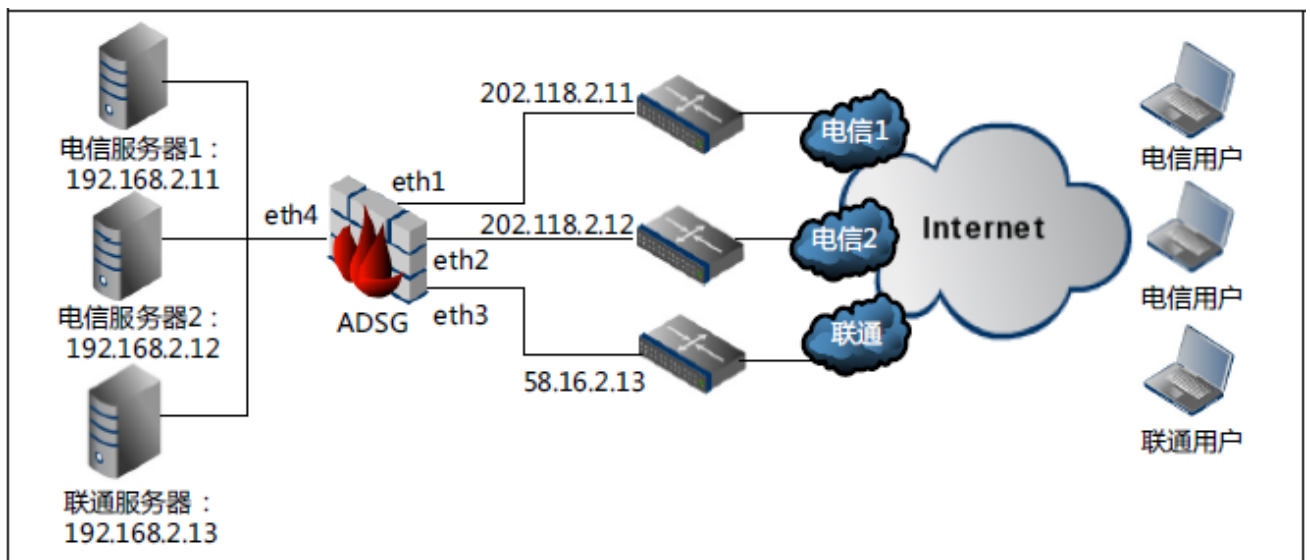 电信服务器1：
192.168.2.11
电信服务器2：
192.168.2.12
联通服务器：
192.168.2.13
eth4
ADSG
eth1
eth2
eth3
202.118.2.11
202.118.2.12
58.16.2.13
电信1
电信2
联通
Internet
电信用户
电信用户
联通用户